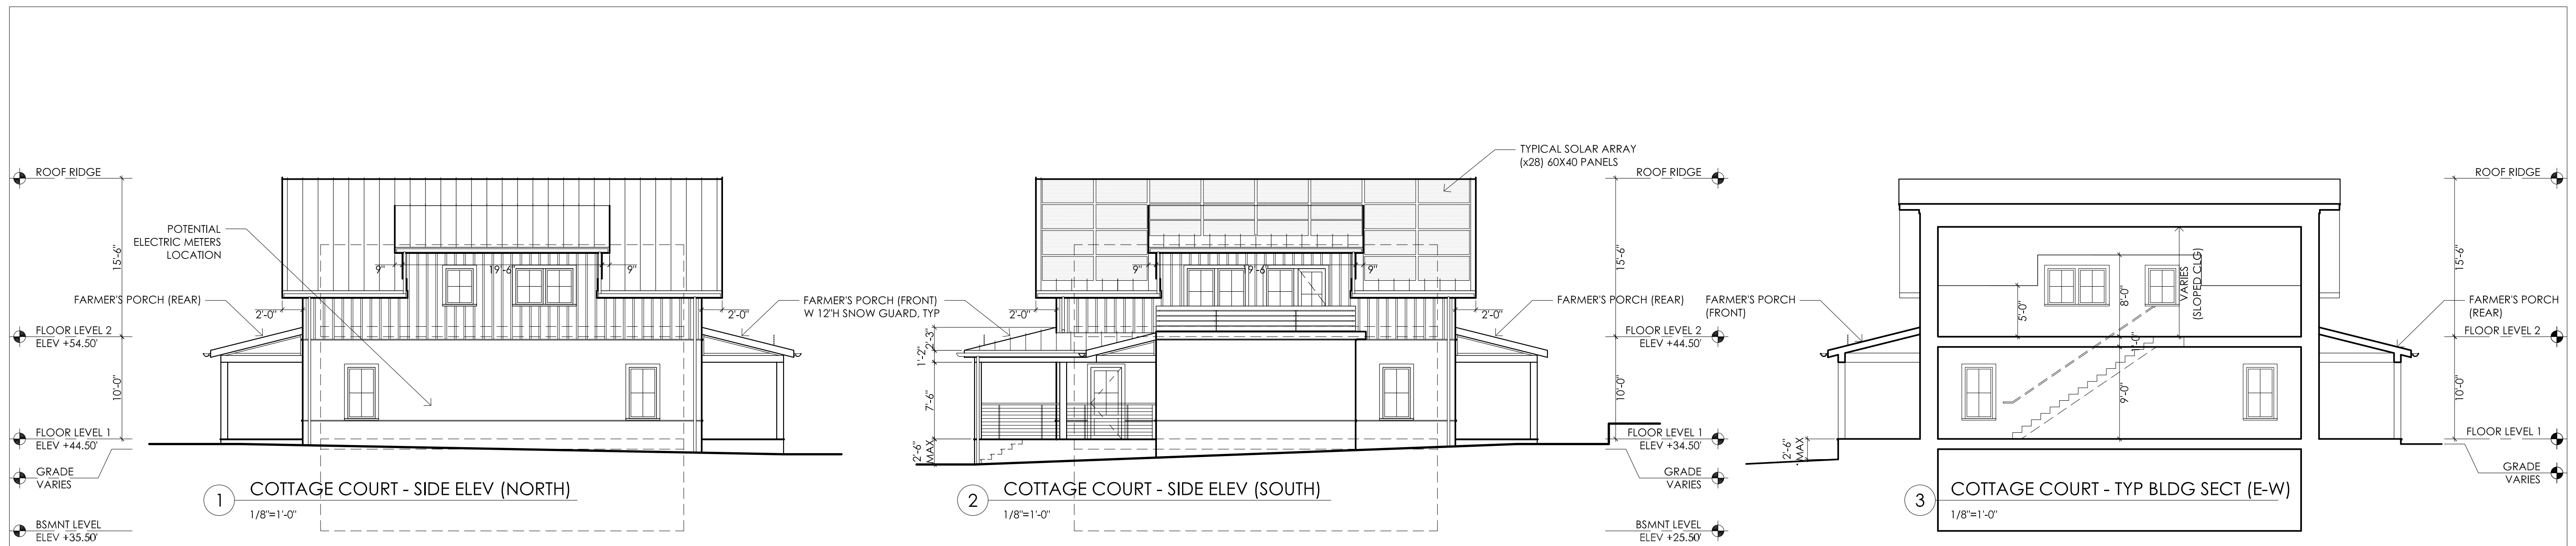 ROOF RIDGE
15'-6"
POTENTIAL
ELECTRIC METERS
LOCATION
9"
19'-6"
9"
FARMER'S PORCH (REAR)
2'-0"
2'-0"
FLOOR LEVEL 2
ELEV +54.50'
10'-0"
FLOOR LEVEL 1
ELEV +44.50'
GRADE
VARIES
BSMNT LEVEL
ELEV +35.50'
1
COTTAGE COURT - SIDE ELEV (NORTH)
1/8"=1'-0"
FARMER'S PORCH (FRONT)
W 12"H SNOW GUARD, TYP
TYPICAL SOLAR ARRAY
(x28) 60X40 PANELS
9"
19'-6"
9"
2'-0"
2'-0"
2'-3"
1'-2"
7'-6"
2'-6"
MAX
FARMER'S PORCH (REAR)
ROOF RIDGE
15'-6"
FLOOR LEVEL 2
ELEV +44.50'
10'-0"
FLOOR LEVEL 1
ELEV +34.50'
GRADE
VARIES
BSMNT LEVEL
ELEV +25.50'
2
COTTAGE COURT - SIDE ELEV (SOUTH)
1/8"=1'-0"
FARMER'S PORCH
(FRONT)
5'-0"
8'-0"
VARIES
(SLOPED CLG)
1'-0"
9'-0"
2'-6"
MAX
FARMER'S PORCH
(REAR)
ROOF RIDGE
15'-6"
FLOOR LEVEL 2
10'-0"
FLOOR LEVEL 1
GRADE
VARIES
3
COTTAGE COURT - TYP BLDG SECT (E-W)
1/8"=1'-0"